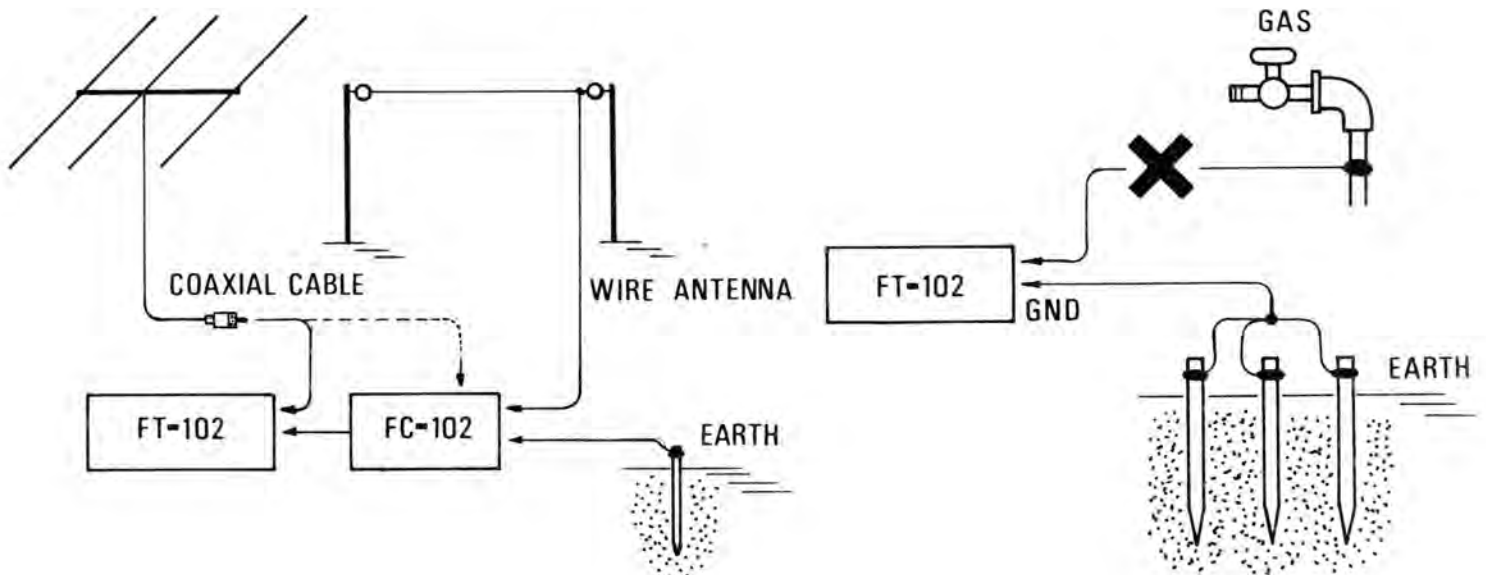 GAS
COAXIAL CABLE
WIRE ANTENNA
FT-102
GND
FT-102
FC-102
EARTH
EARTH